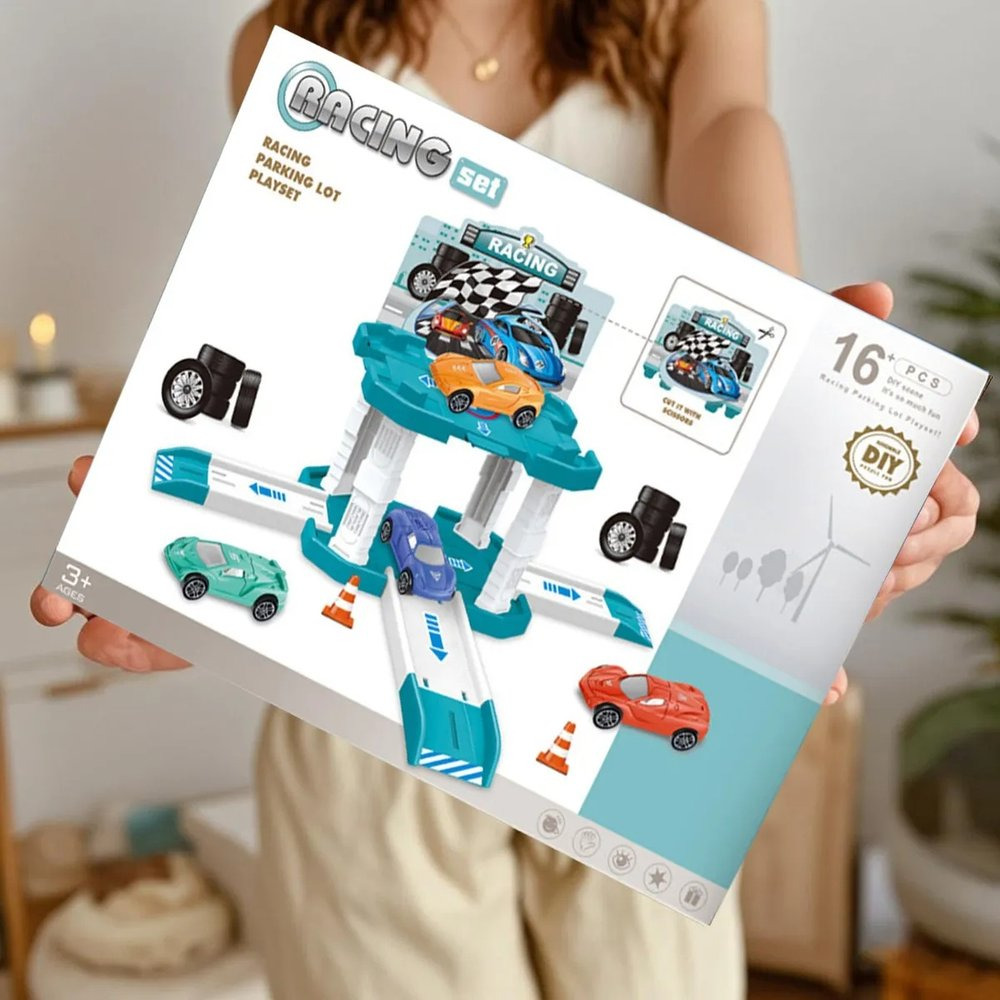 RACING
set
RACING
PARKING LOT
PLAYSET
RACING
RACING
CUT IT WITH
SCISSORS
16+ PCS
DIY scene
it's so much fun
Racing Parking Lot Playset!
DIY
3+
AGES